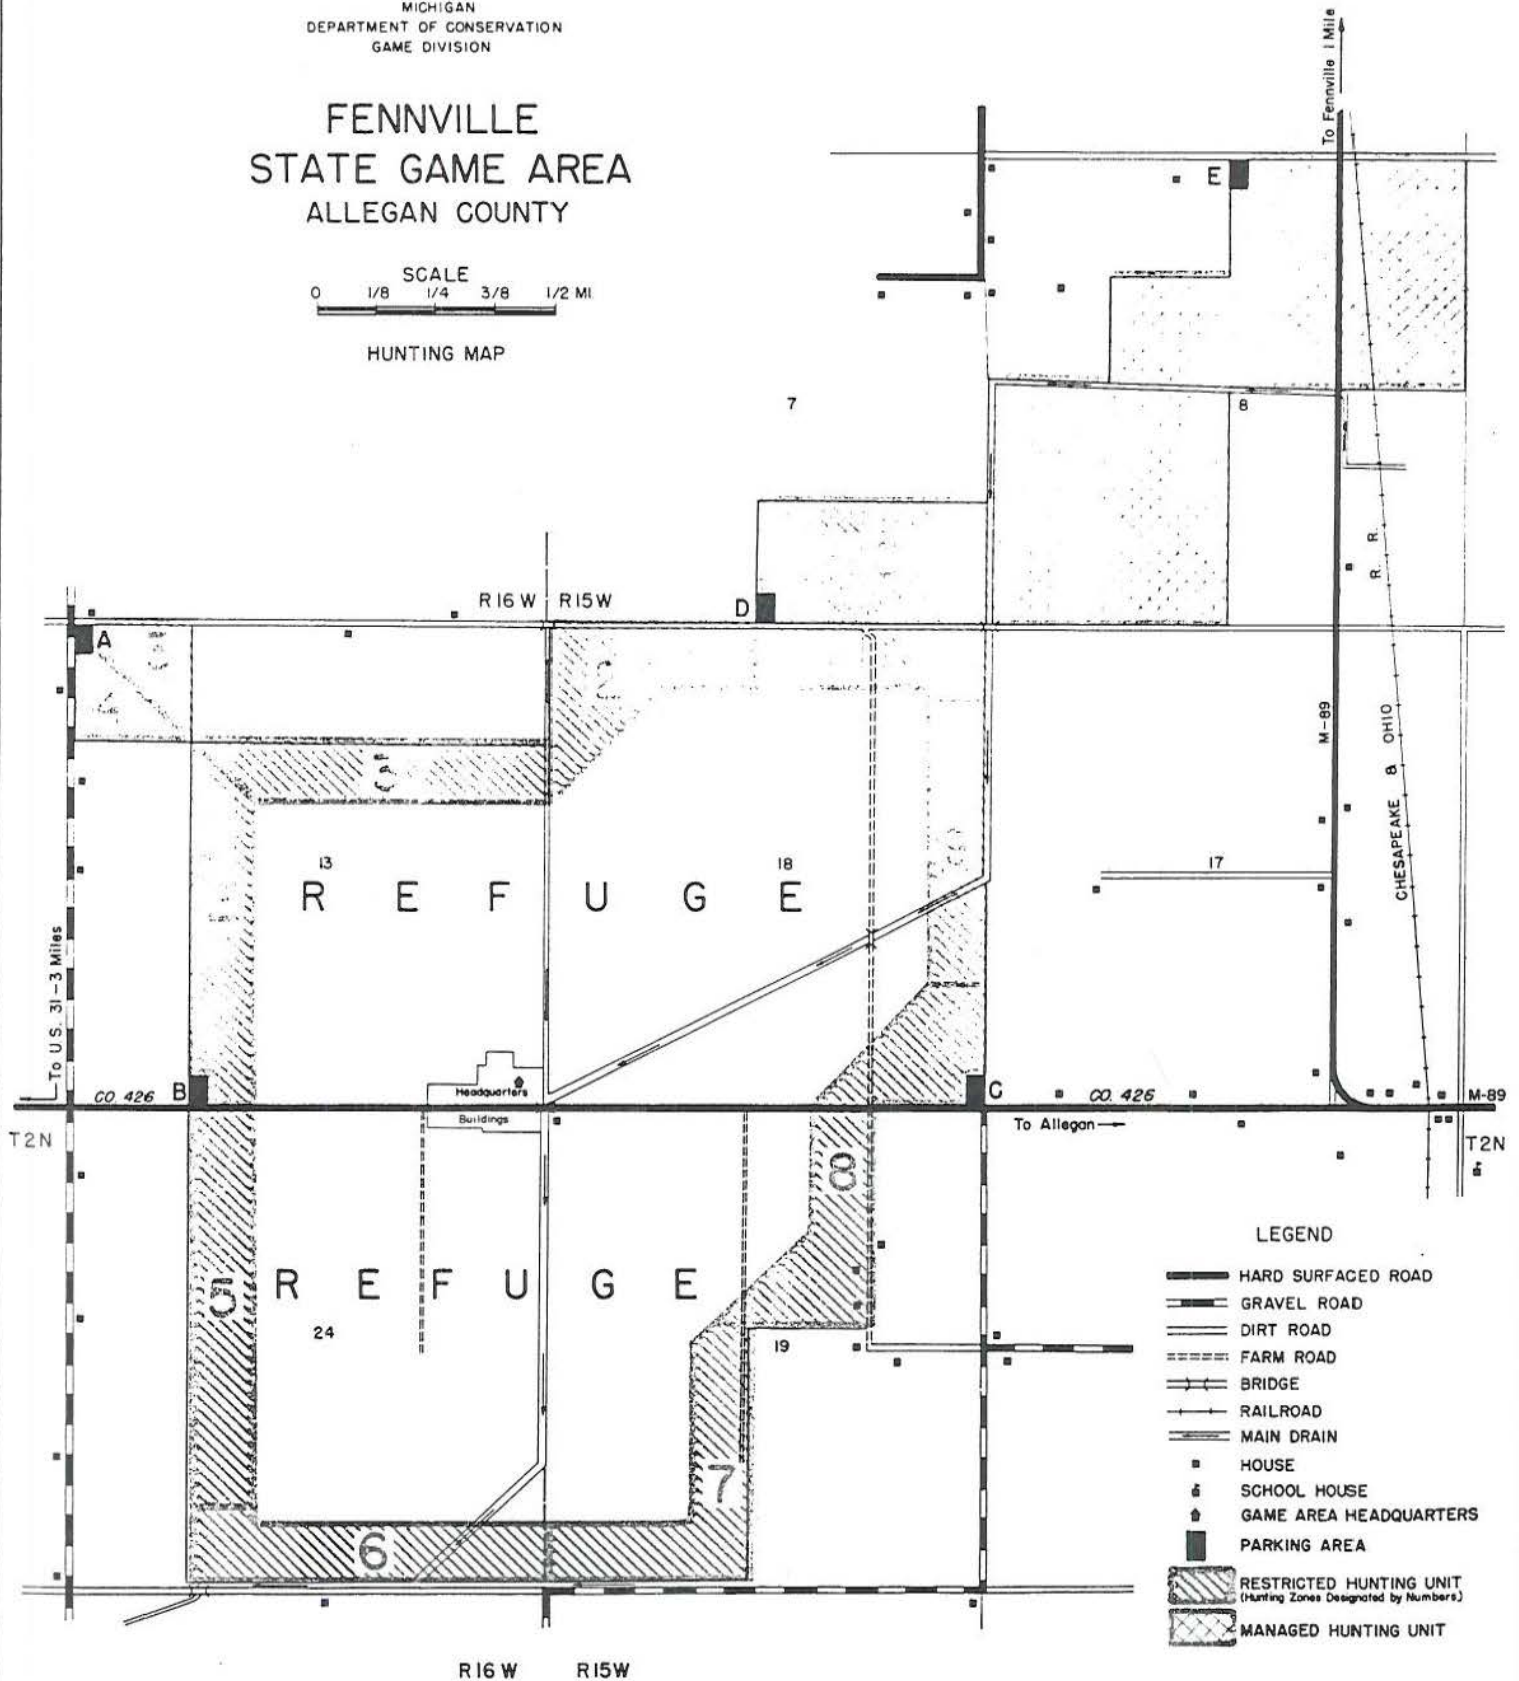 MICHIGAN
DEPARTMENT OF CONSERVATION
GAME DIVISION
FENNVILLE
STATE GAME AREA
ALLEGAN COUNTY
SCALE
0 1/8 1/4 3/8 1/2 MI.
HUNTING MAP
To Fennville 1 Mile
E
7
8
R16W R15W
D
A
R. R.
M-89
CHESAPEAKE & OHIO
2
3
13
18
17
R E F U G E
To U.S. 31-3 Miles
CO. 426
B
Headquarters
Buildings
C
CO. 426
To Allegan
M-89
T2N
T2N
8
5
R E F U G E
24
19
7
6
LEGEND
HARD SURFACED ROAD
GRAVEL ROAD
DIRT ROAD
FARM ROAD
BRIDGE
RAILROAD
MAIN DRAIN
HOUSE
SCHOOL HOUSE
GAME AREA HEADQUARTERS
PARKING AREA
RESTRICTED HUNTING UNIT
(Hunting Zones Designated by Numbers)
MANAGED HUNTING UNIT
R16W R15W